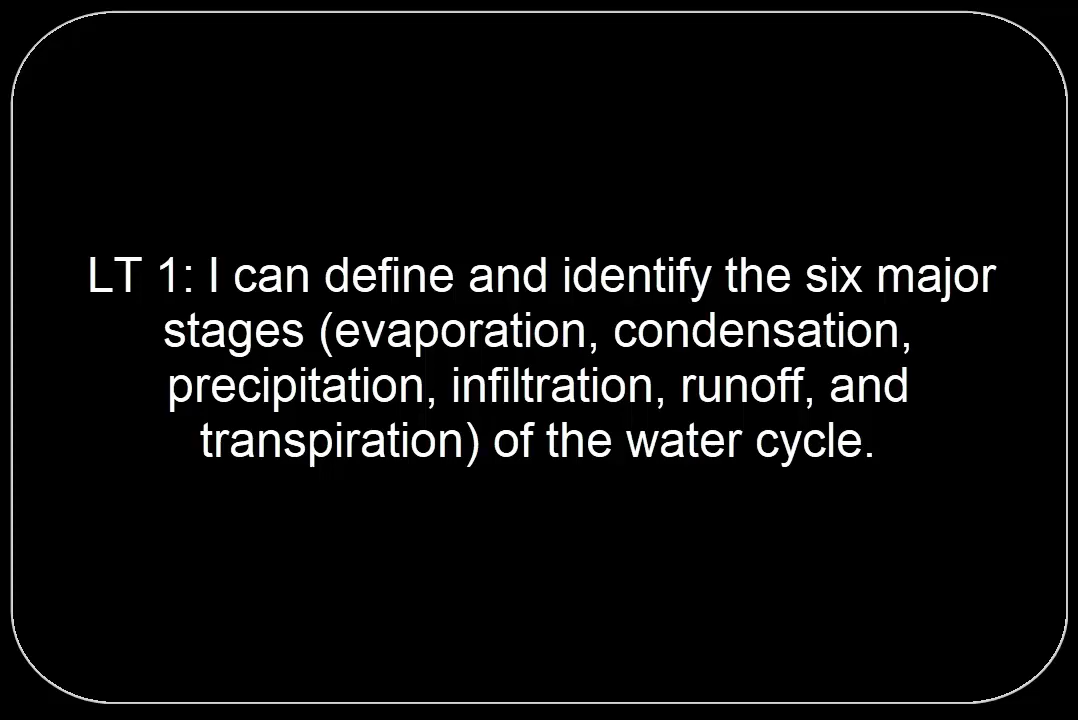 LT 1: I can define and identify the six major
stages (evaporation, condensation,
precipitation, infiltration, runoff, and
transpiration) of the water cycle.